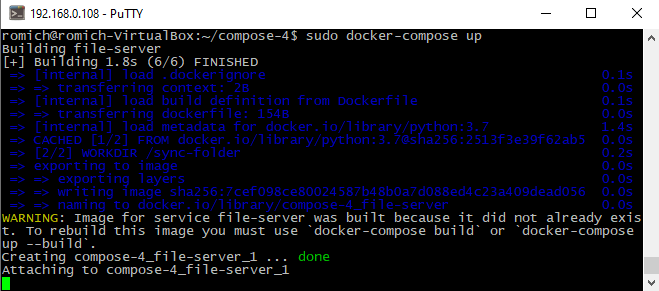 192.168.0.108 - PuTTY
romich@romich-VirtualBox:~/compose-4$ sudo docker-compose up
Building file-server
[+] Building 1.8s (6/6) FINISHED
=> [internal] load .dockerignore 0.1s
=> => transferring context: 2B 0.0s
=> [internal] load build definition from Dockerfile 0.1s
=> => transferring dockerfile: 154B 0.0s
=> [internal] load metadata for docker.io/library/python:3.7 1.4s
=> CACHED [1/2] FROM docker.io/library/python:3.7@sha256:2513f3e39f62ab5 0.0s
=> [2/2] WORKDIR /sync-folder 0.2s
=> exporting to image 0.0s
=> => exporting layers 0.0s
=> => writing image sha256:7cef098ce80024587b48b0a7d088ed4c23a409dead056 0.0s
=> => naming to docker.io/library/compose-4_file-server 0.0s
WARNING: Image for service file-server was built because it did not already exis
t. To rebuild this image you must use `docker-compose build` or `docker-compose
up --build`.
Creating compose-4_file-server_1 ... done
Attaching to compose-4_file-server_1